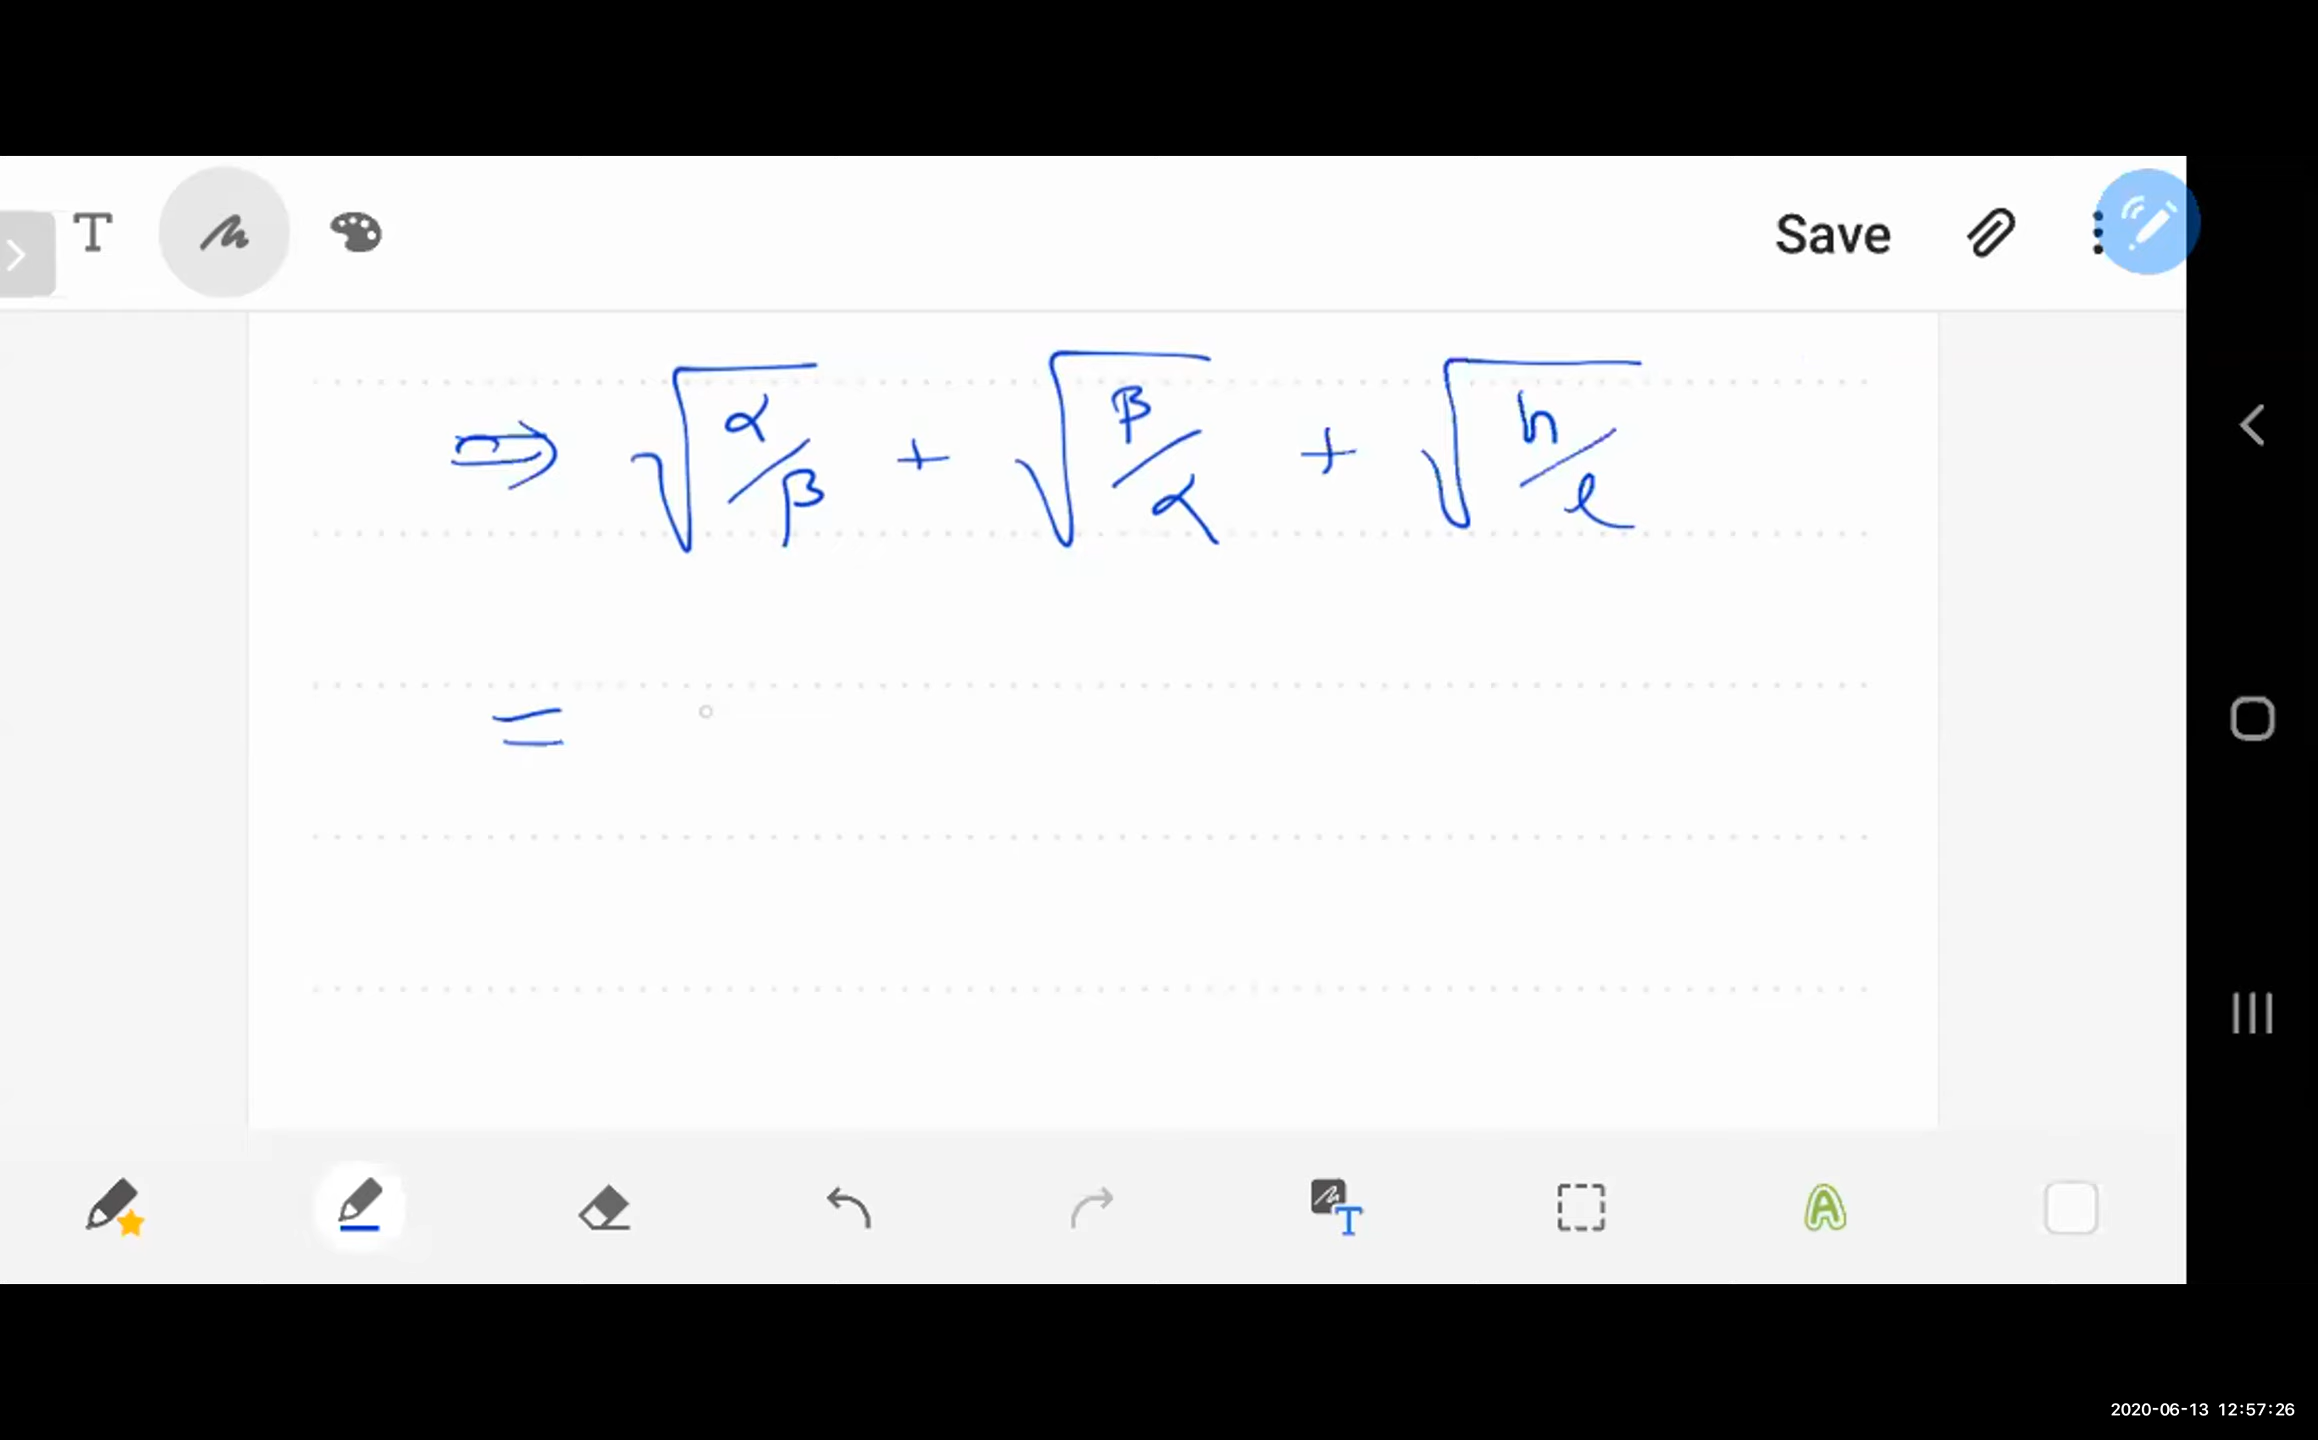 T Save
⇒ √(α/β) + √(β/α) + √(n/l)
=
T A
2020-06-13 12:57:26